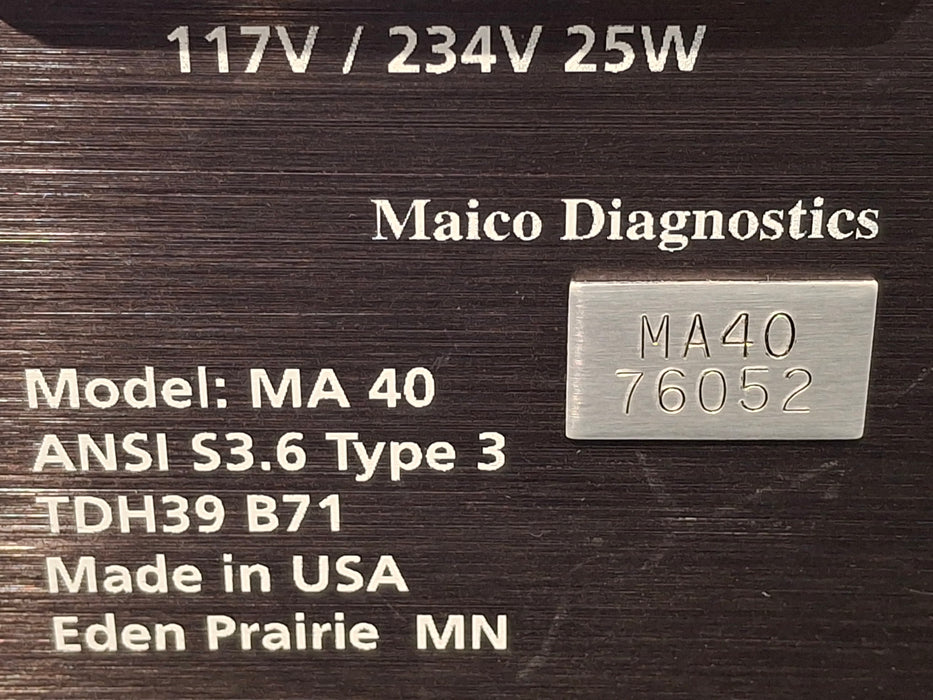 117V / 234V 25W
Maico Diagnostics
MA40
76052
Model: MA 40
ANSI S3.6 Type 3
TDH39 B71
Made in USA
Eden Prairie MN